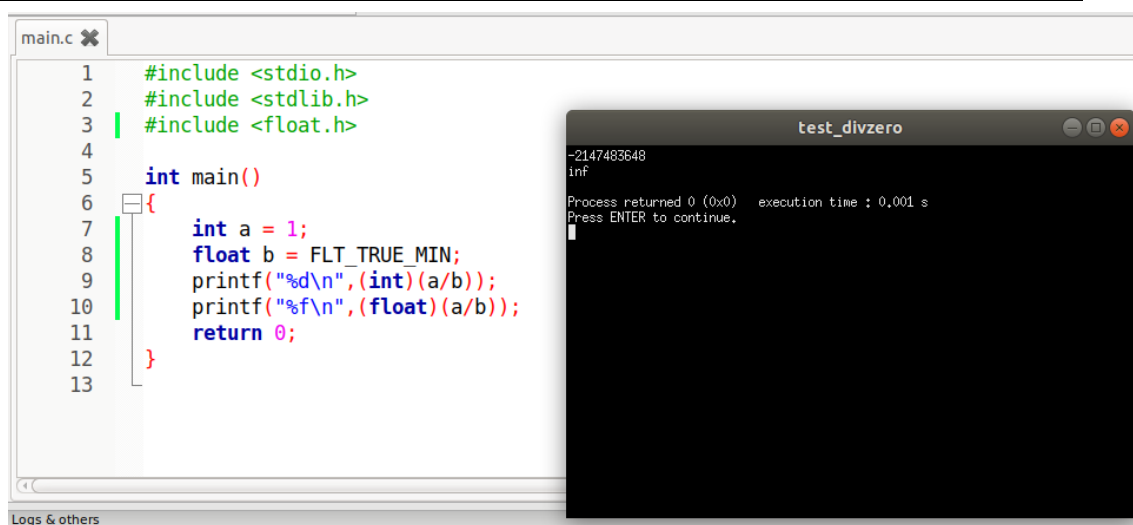 main.c
1 #include <stdio.h>
2 #include <stdlib.h>
3 #include <float.h>
4
5 int main()
6 {
7 int a = 1;
8 float b = FLT_TRUE_MIN;
9 printf("%d\n",(int)(a/b));
10 printf("%f\n",(float)(a/b));
11 return 0;
12 }
13
test_divzero
-2147483648
inf
Process returned 0 (0x0) execution time : 0.001 s
Press ENTER to continue.
Logs & others